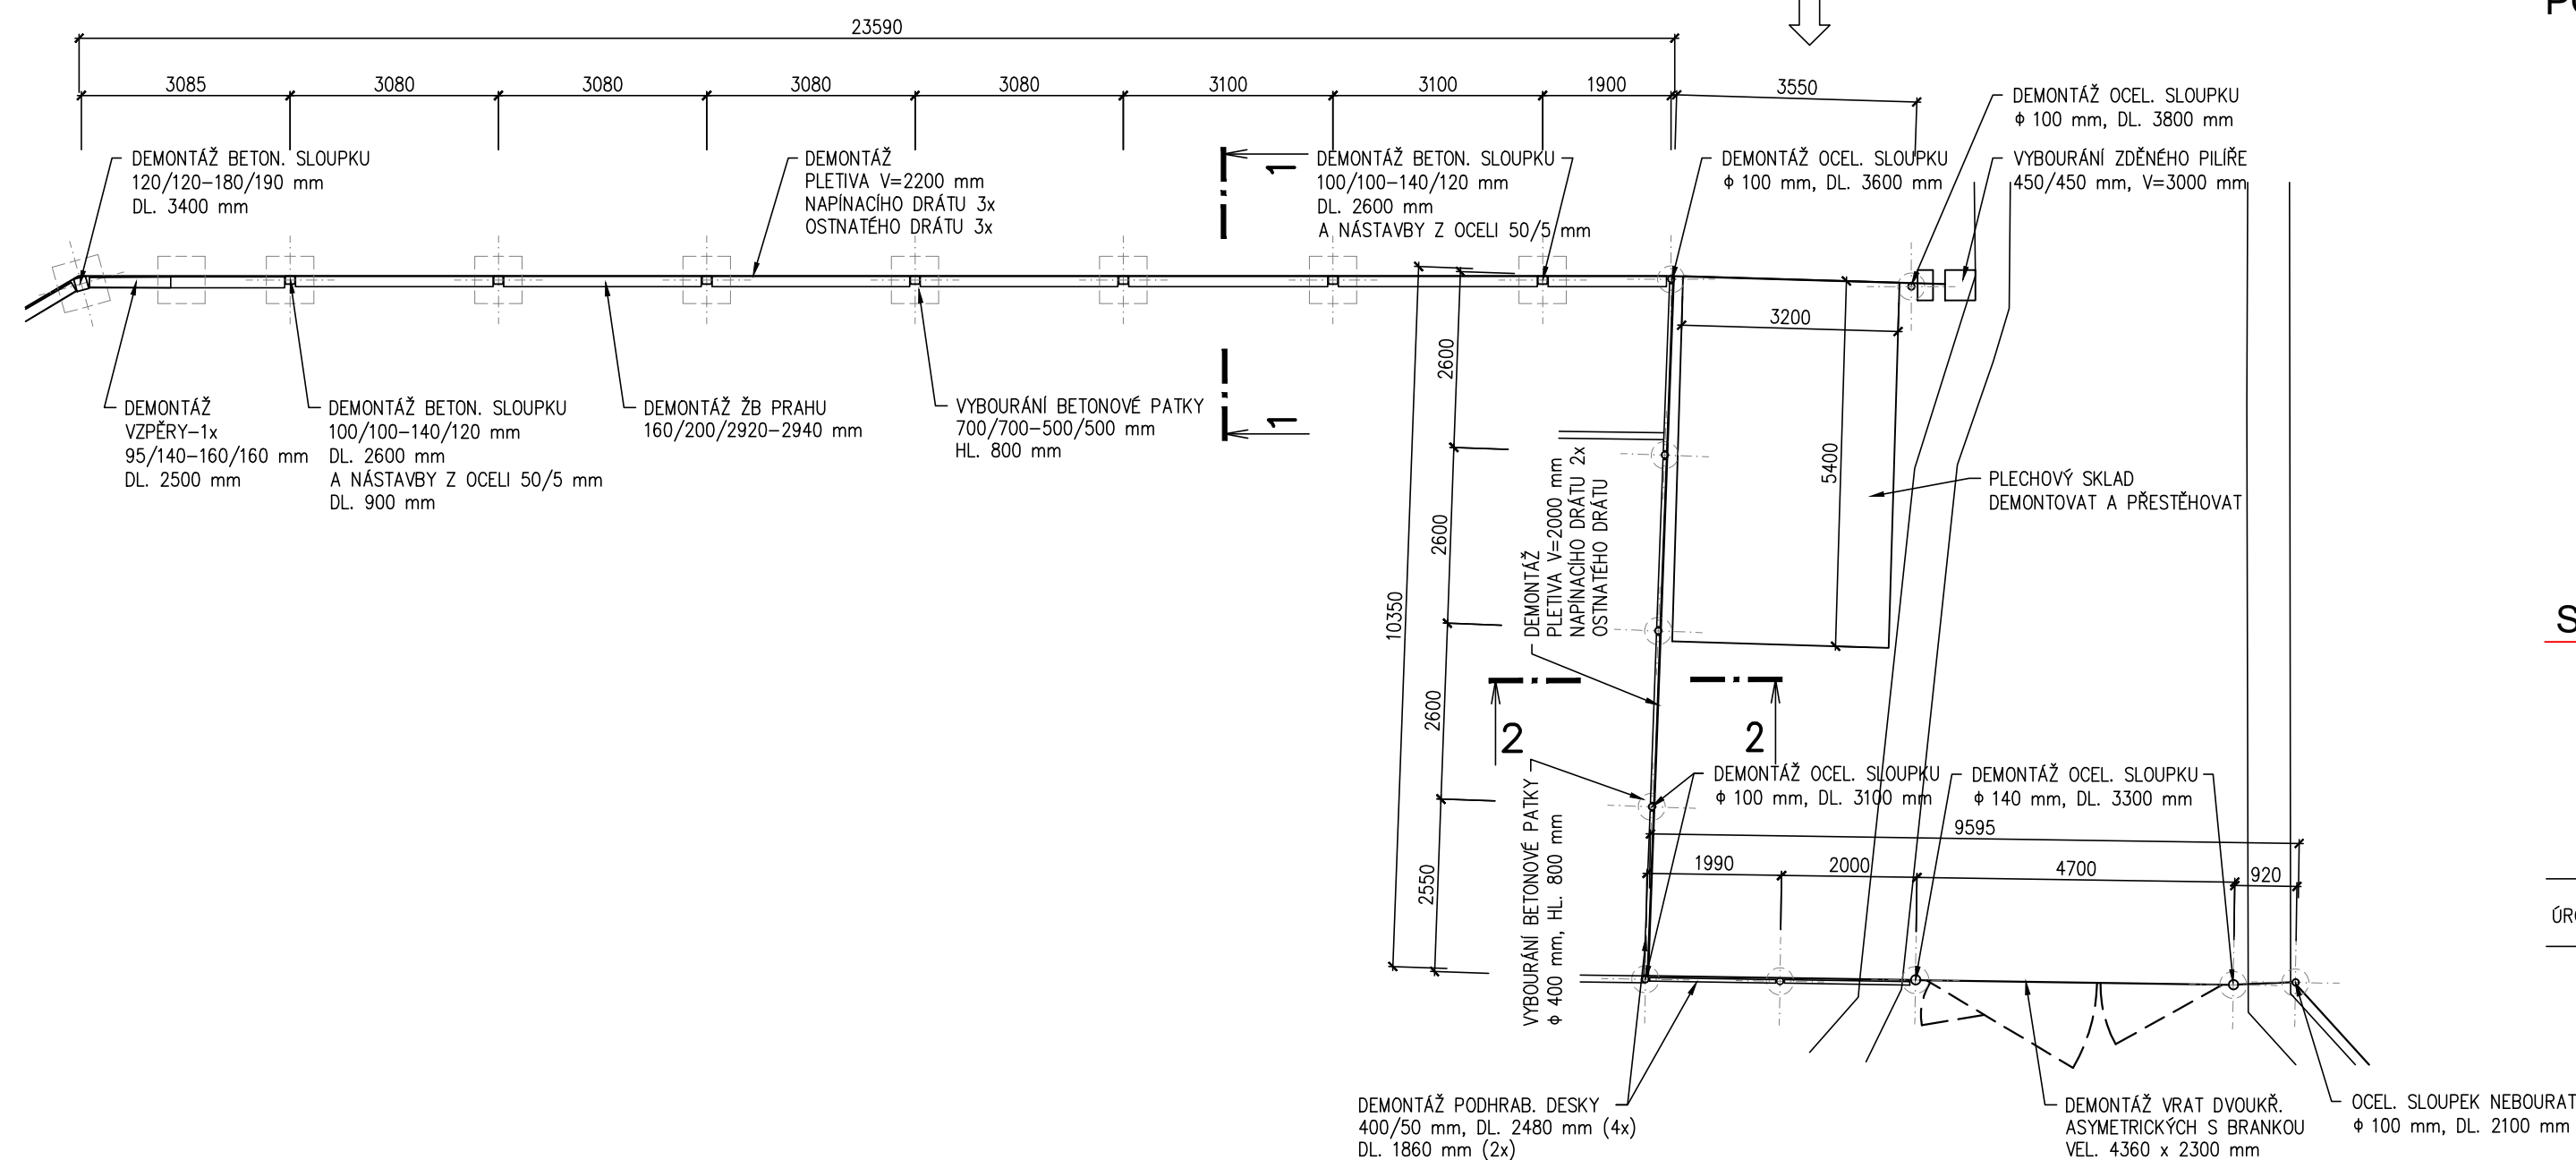 23590
3085
3080
3080
3080
3080
3100
3100
1900
3550
DEMONTÁŽ OCEL. SLOUPKU
ϕ 100 mm, DL. 3800 mm
DEMONTÁŽ BETON. SLOUPKU
120/120-180/190 mm
DL. 3400 mm
DEMONTÁŽ
PLETIVA V=2200 mm
NAPÍNACÍHO DRÁTU 3x
OSTNATÉHO DRÁTU 3x
1
DEMONTÁŽ BETON. SLOUPKU
100/100-140/120 mm
DL. 2600 mm
A NÁSTAVBY Z OCELI 50/5 mm
DEMONTÁŽ OCEL. SLOUPKU
ϕ 100 mm, DL. 3600 mm
VYBOURÁNÍ ZDĚNÉHO PILÍŘE
450/450 mm, V=3000 mm
DEMONTÁŽ
VZPĚRY-1x
95/140-160/160 mm
DL. 2500 mm
DEMONTÁŽ BETON. SLOUPKU
100/100-140/120 mm
DL. 2600 mm
A NÁSTAVBY Z OCELI 50/5 mm
DL. 900 mm
DEMONTÁŽ ŽB PRAHU
160/200/2920-2940 mm
VYBOURÁNÍ BETONOVÉ PATKY
700/700-500/500 mm
HL. 800 mm
1
3200
5400
2600
2600
2600
2550
10350
PLECHOVÝ SKLAD
DEMONTOVAT A PŘESTĚHOVAT
DEMONTÁŽ
PLETIVA V=2000 mm
NAPÍNACÍHO DRÁTU 2x
OSTNATÉHO DRÁTU
2
2
VYBOURÁNÍ BETONOVÉ PATKY
ϕ 400 mm, HL. 800 mm
DEMONTÁŽ OCEL. SLOUPKU
ϕ 100 mm, DL. 3100 mm
DEMONTÁŽ OCEL. SLOUPKU
ϕ 140 mm, DL. 3300 mm
9595
1990
2000
4700
920
DEMONTÁŽ PODHRAB. DESKY
400/50 mm, DL. 2480 mm (4x)
DL. 1860 mm (2x)
DEMONTÁŽ VRAT DVOUKŘ.
ASYMETRICKÝCH S BRANKOU
VEL. 4360 x 2300 mm
OCEL. SLOUPEK NEBOURAT
ϕ 100 mm, DL. 2100 mm
S